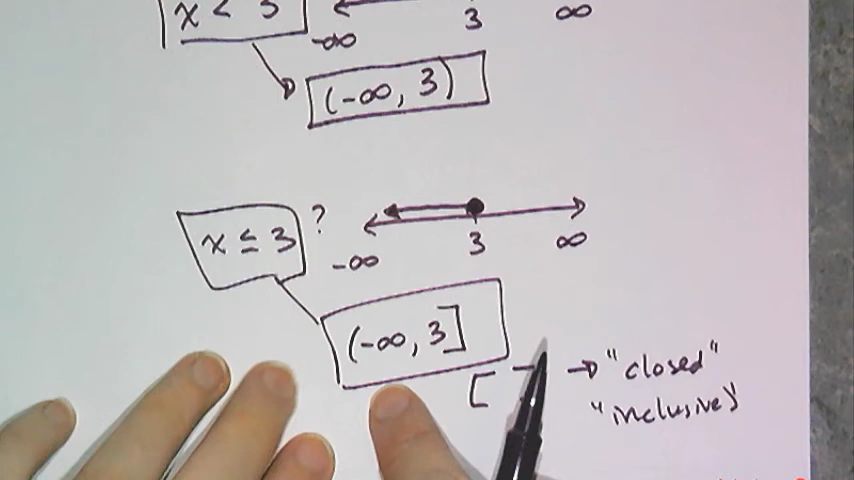 x < 3
-∞ 3 ∞
(-∞, 3)
x ≤ 3 ?
-∞ 3 ∞
(-∞, 3]
[ → "closed"
"inclusive"